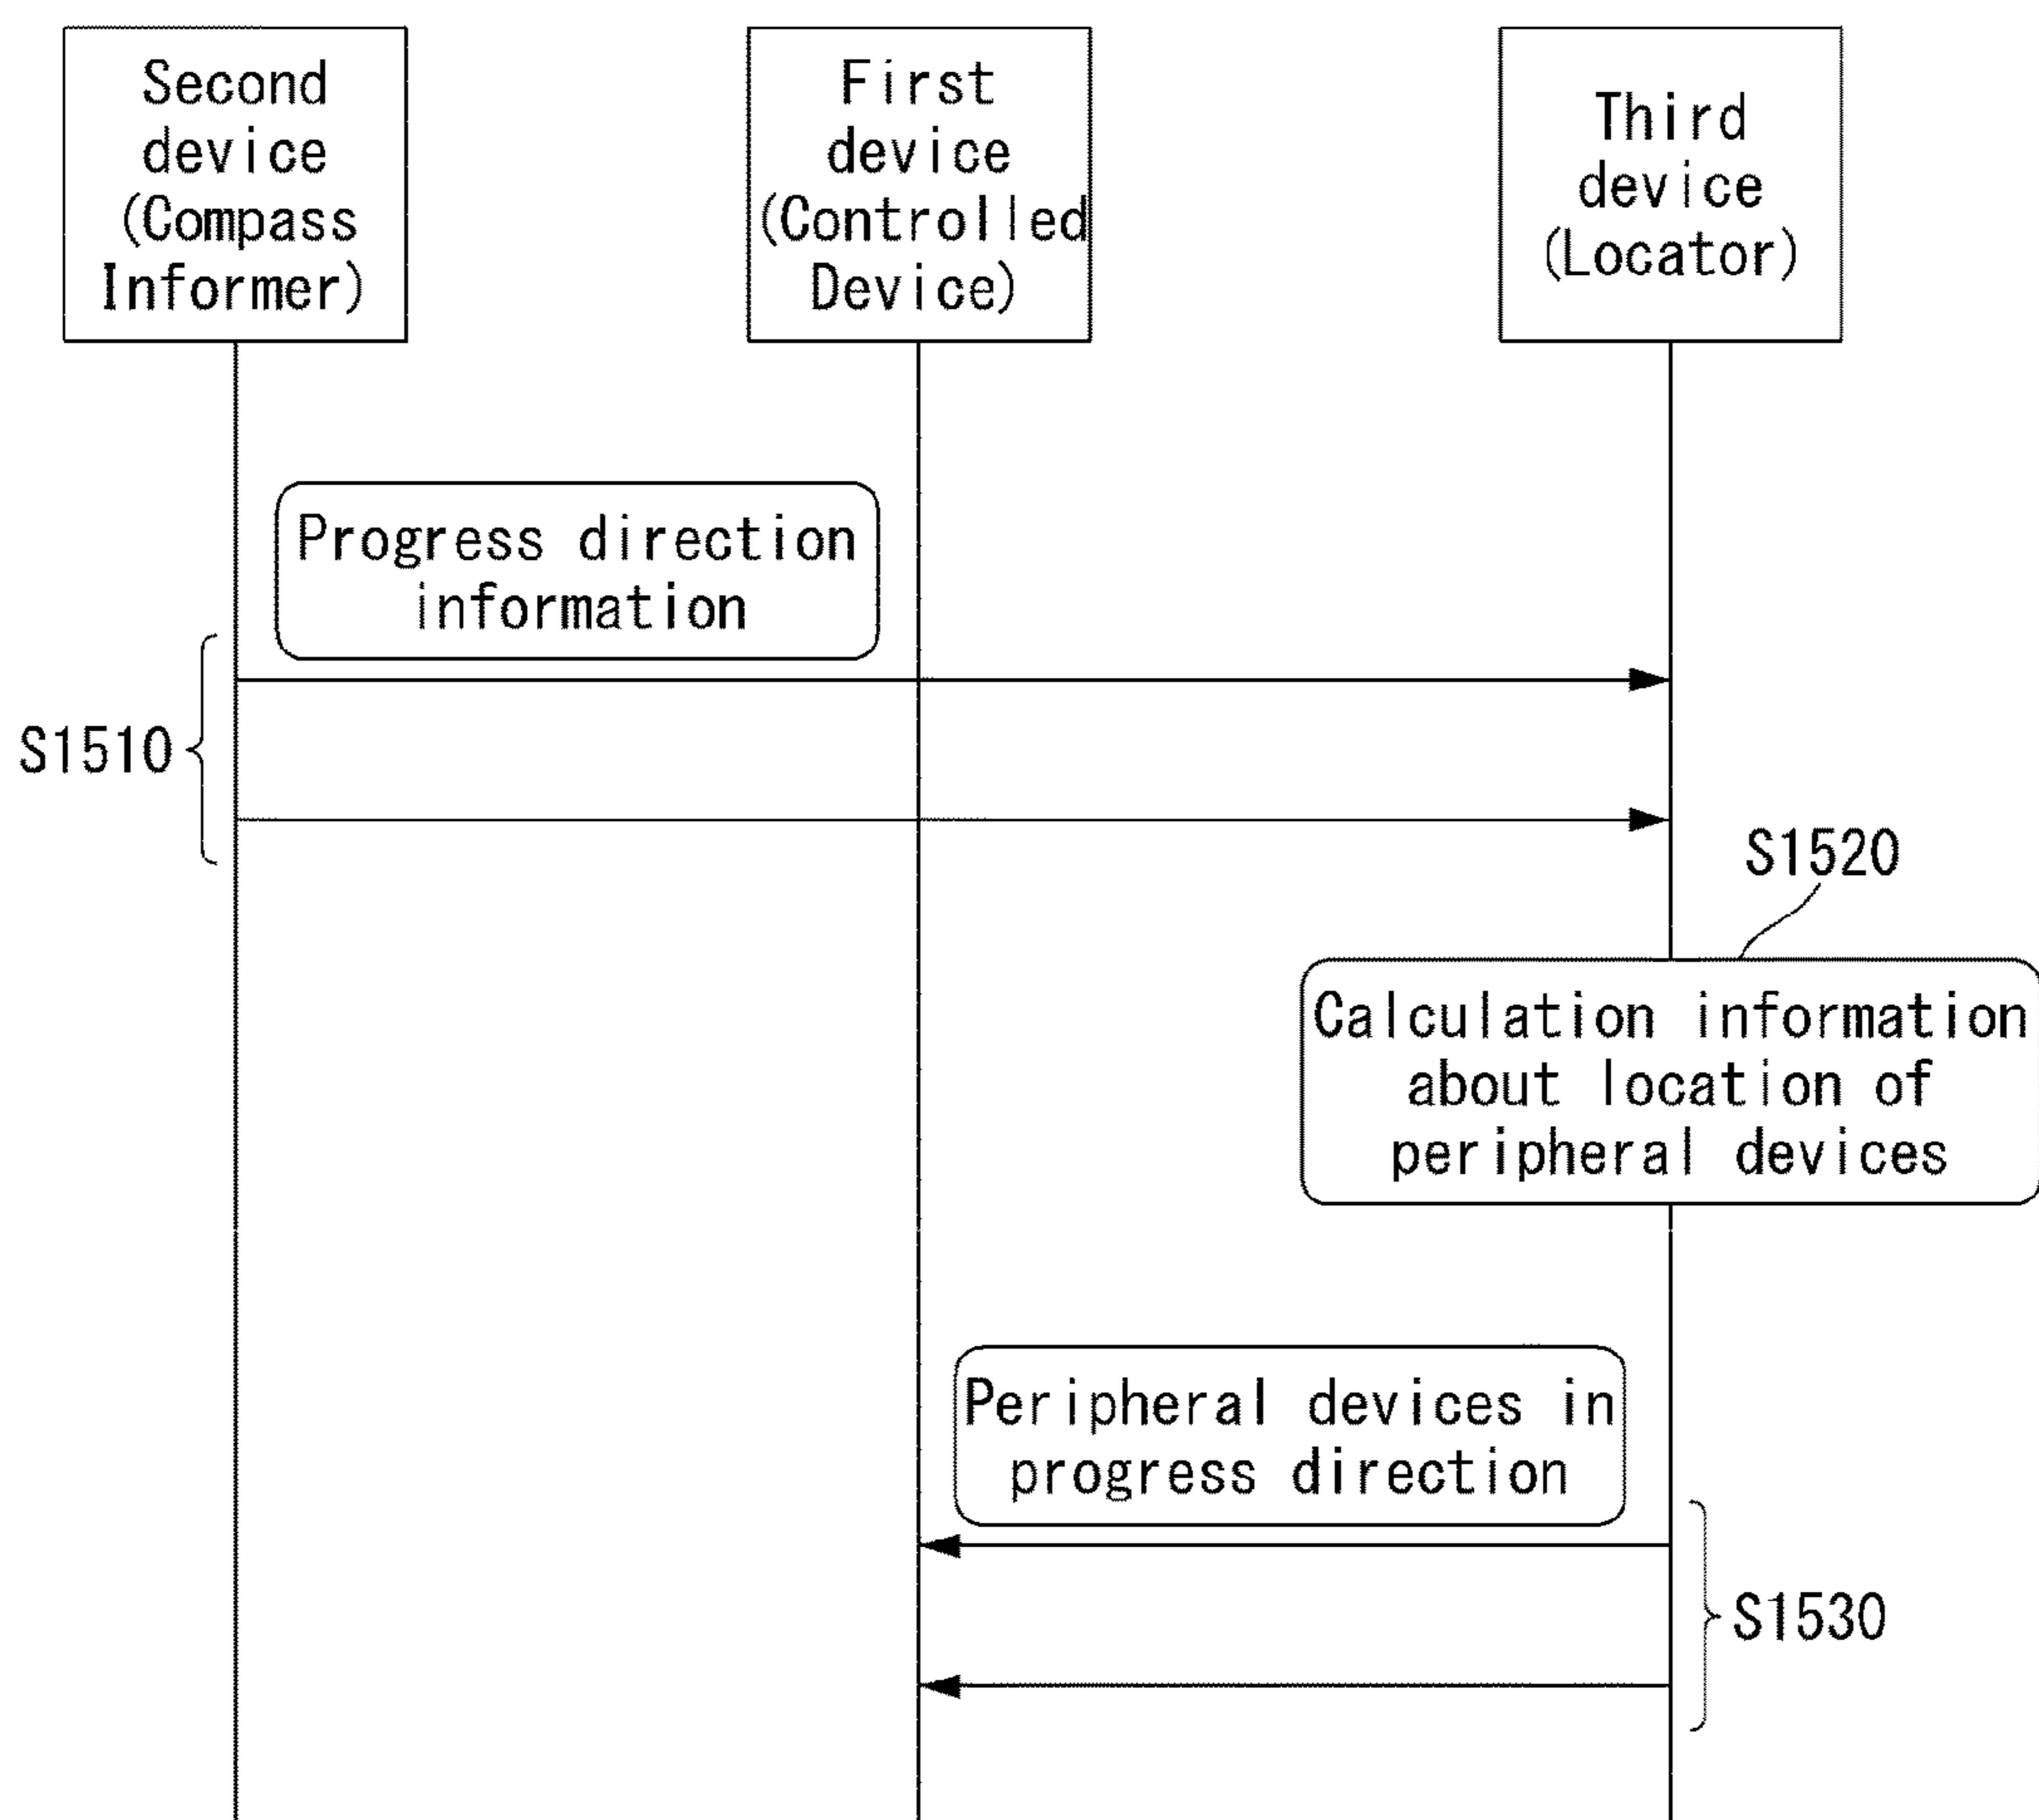 Second
device
(Compass
Informer)
First
device
(Controlled
Device)
Third
device
(Locator)
Progress direction
information
S1510
S1520
Calculation information
about location of
peripheral devices
Peripheral devices in
progress direction
S1530